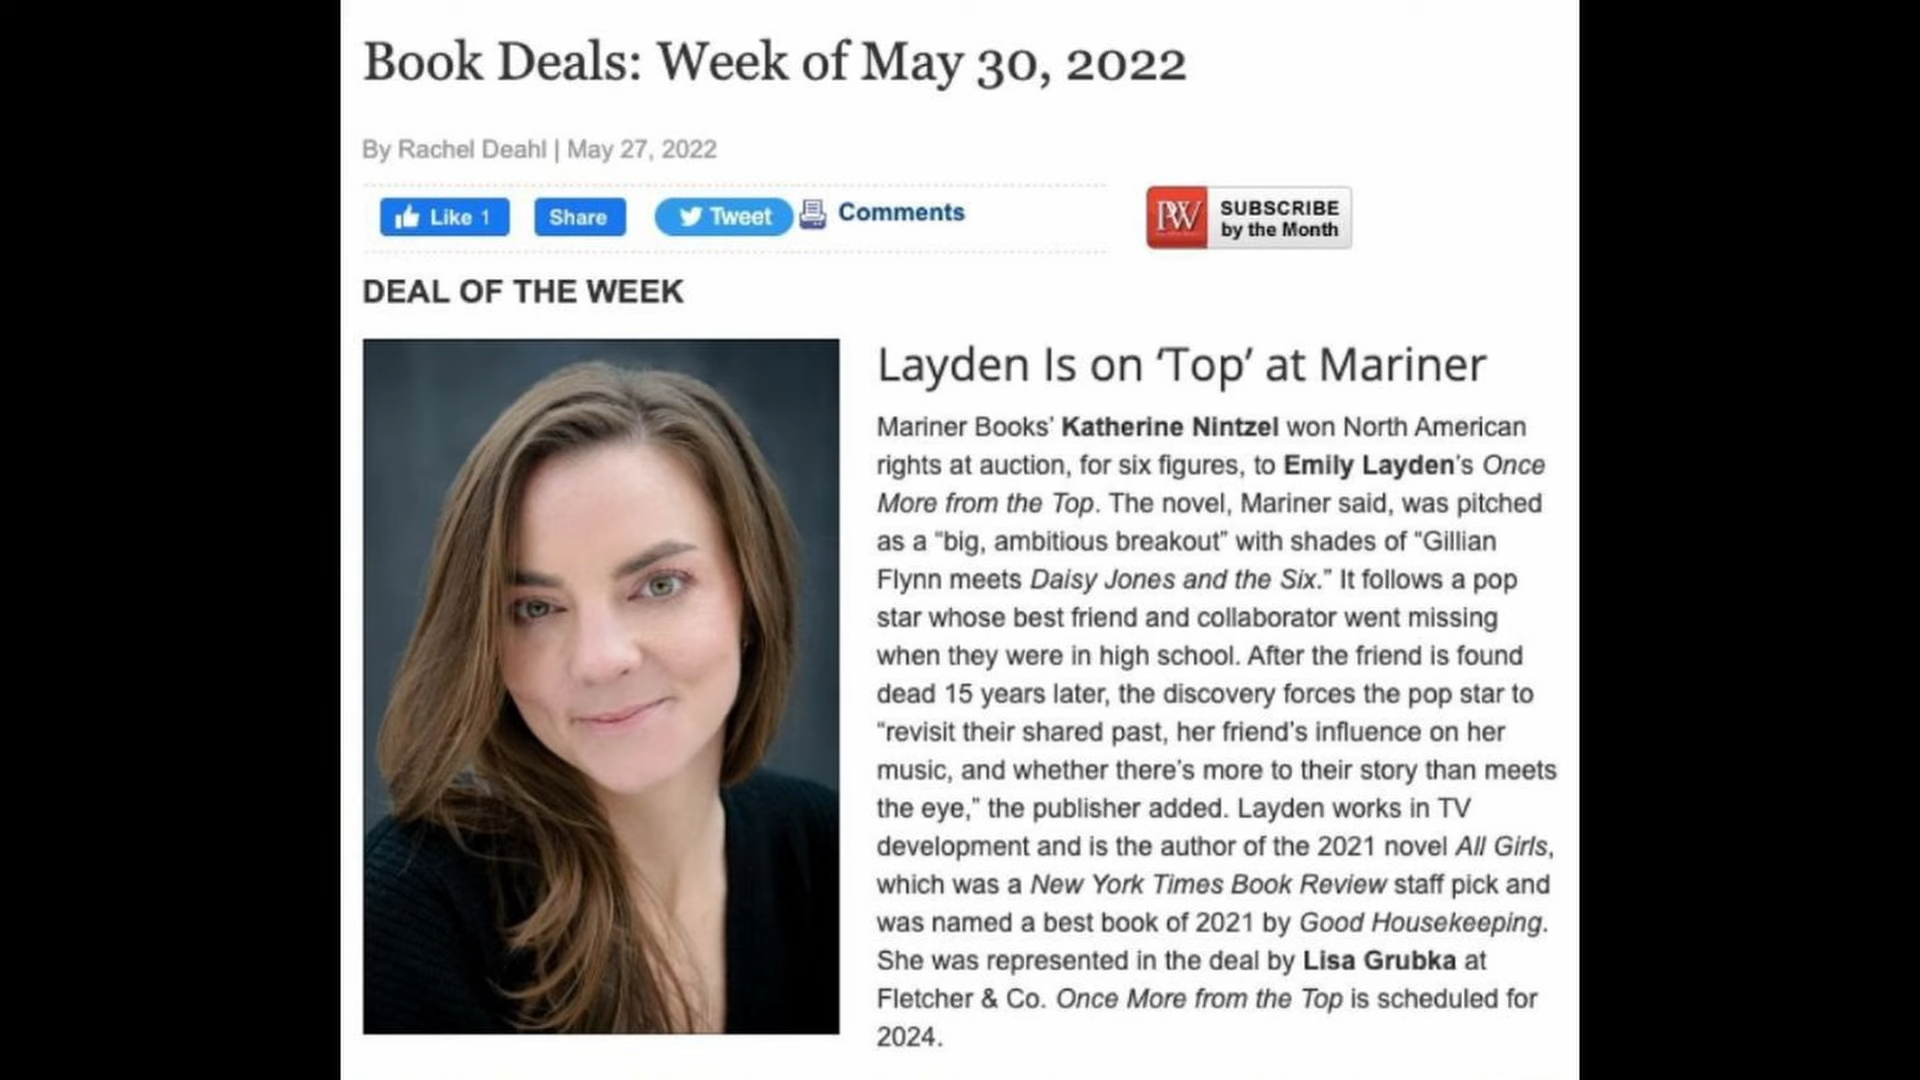 Book Deals: Week of May 30, 2022
By Rachel Deahl | May 27, 2022
Like 1
Share
Tweet
Comments
PW
SUBSCRIBE
by the Month
DEAL OF THE WEEK
Layden Is on ‘Top’ at Mariner
Mariner Books’ Katherine Nintzel won North American
rights at auction, for six figures, to Emily Layden’s Once
More from the Top. The novel, Mariner said, was pitched
as a “big, ambitious breakout” with shades of “Gillian
Flynn meets Daisy Jones and the Six.” It follows a pop
star whose best friend and collaborator went missing
when they were in high school. After the friend is found
dead 15 years later, the discovery forces the pop star to
“revisit their shared past, her friend’s influence on her
music, and whether there’s more to their story than meets
the eye,” the publisher added. Layden works in TV
development and is the author of the 2021 novel All Girls,
which was a New York Times Book Review staff pick and
was named a best book of 2021 by Good Housekeeping.
She was represented in the deal by Lisa Grubka at
Fletcher & Co. Once More from the Top is scheduled for
2024.